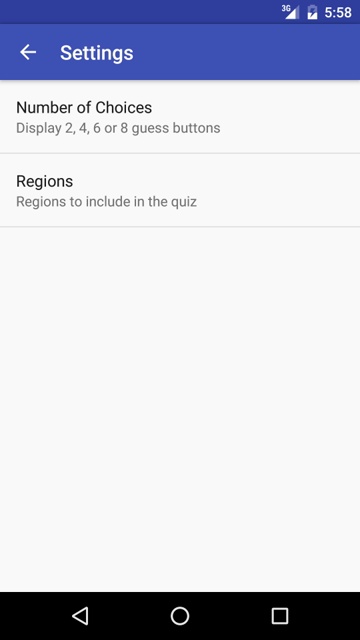 3G 5:58
Settings
Number of Choices
Display 2, 4, 6 or 8 guess buttons
Regions
Regions to include in the quiz